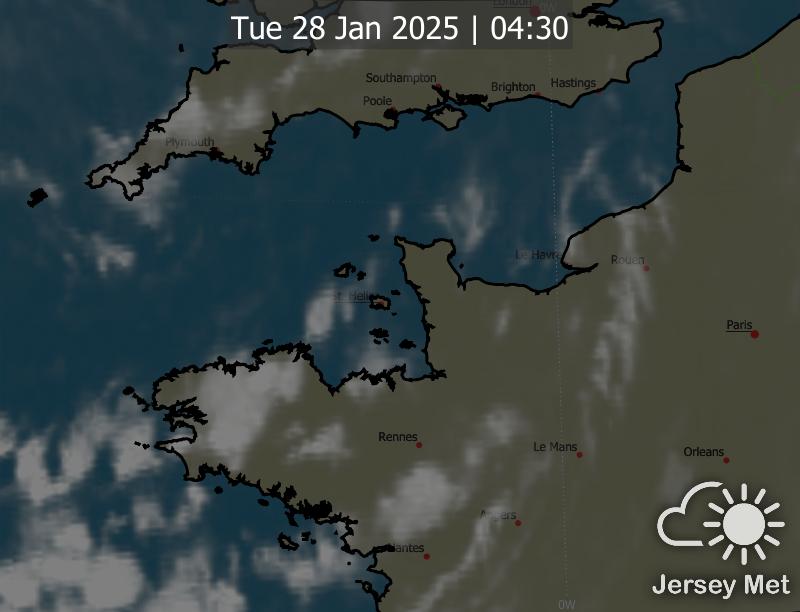 London
0W
Tue 28 Jan 2025 | 04:30
Southampton
Brighton
Hastings
Poole
Plymouth
Le Havre
Rouen
St. Helier
Paris
Rennes
Le Mans
Orleans
Angers
Nantes
Jersey Met
0W